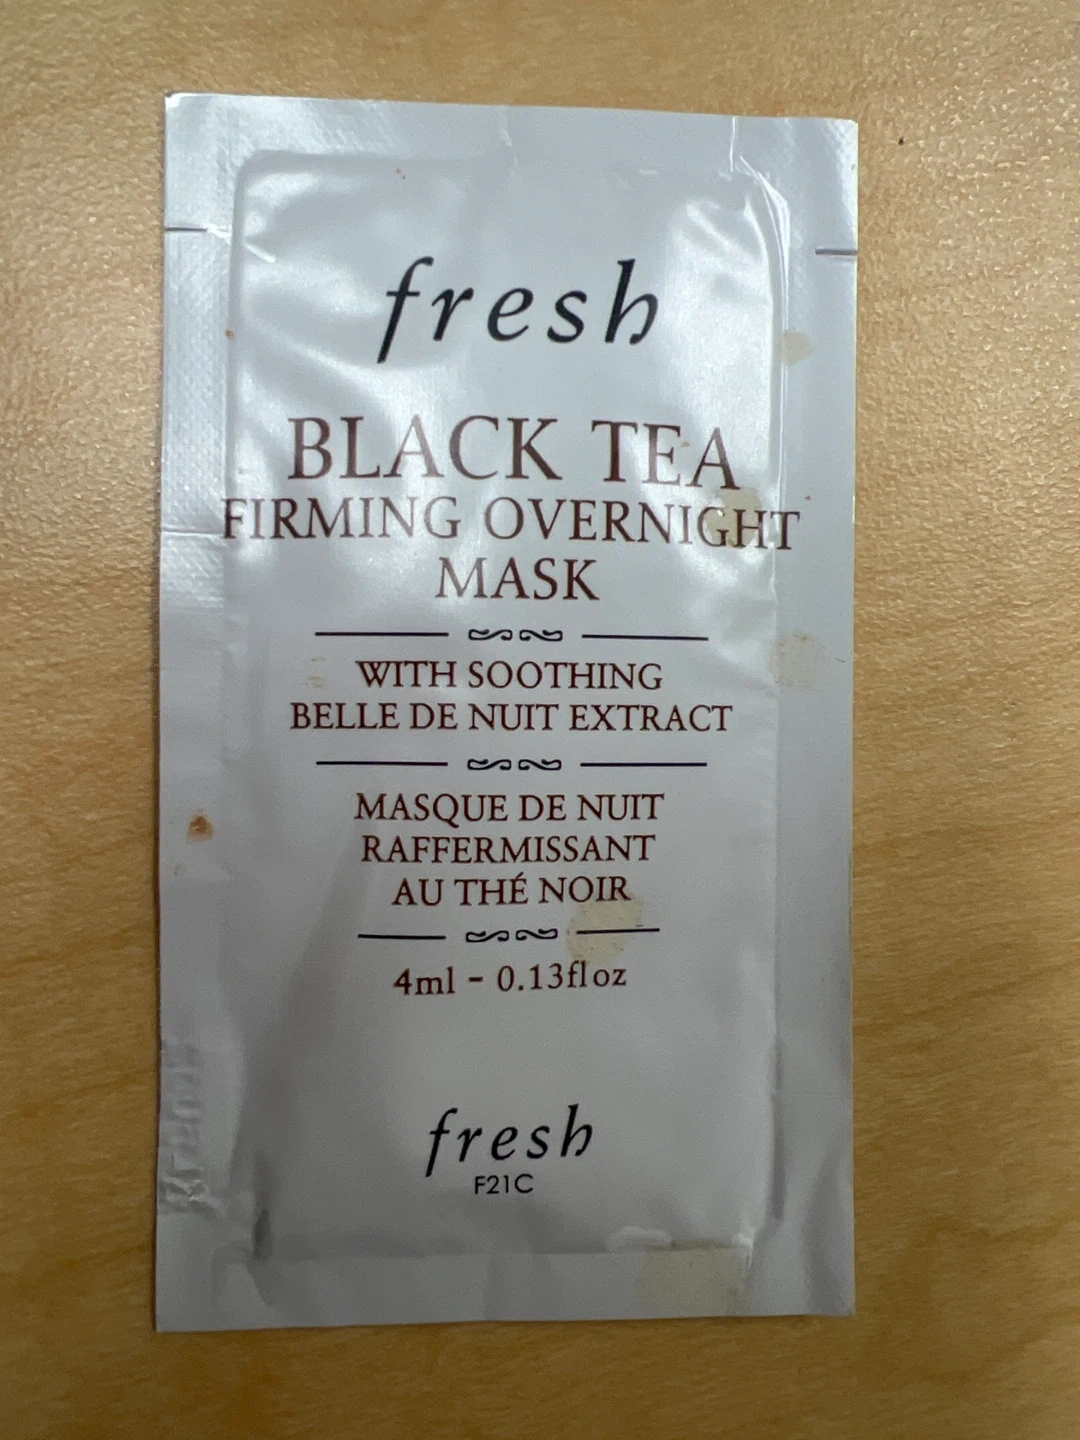 fresh
BLACK TEA
FIRMING OVERNIGHT
MASK
WITH SOOTHING
BELLE DE NUIT EXTRACT
MASQUE DE NUIT
RAFFERMISSANT
AU THÉ NOIR
4ml - 0.13fl oz
fresh
F21C